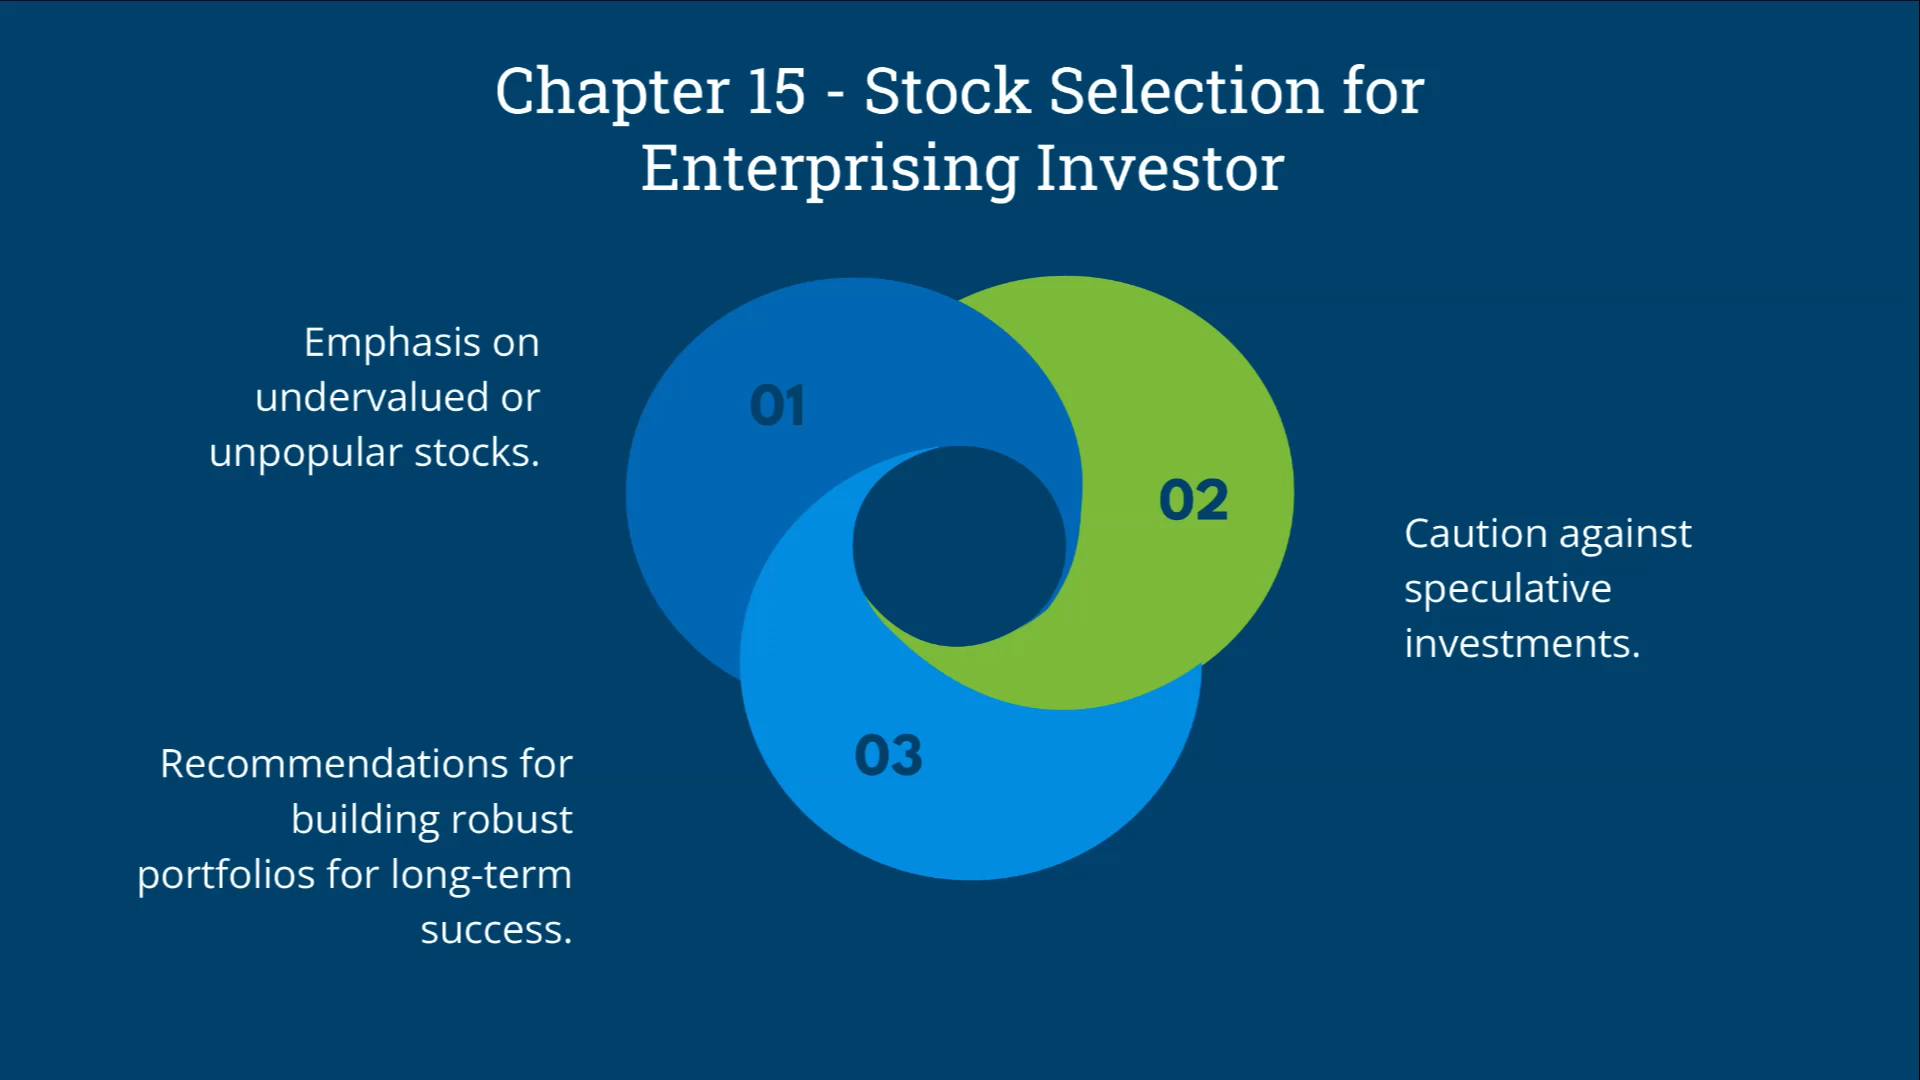 Chapter 15 - Stock Selection for
Enterprising Investor
Emphasis on
undervalued or
unpopular stocks.
01
02
Caution against
speculative
investments.
03
Recommendations for
building robust
portfolios for long-term
success.